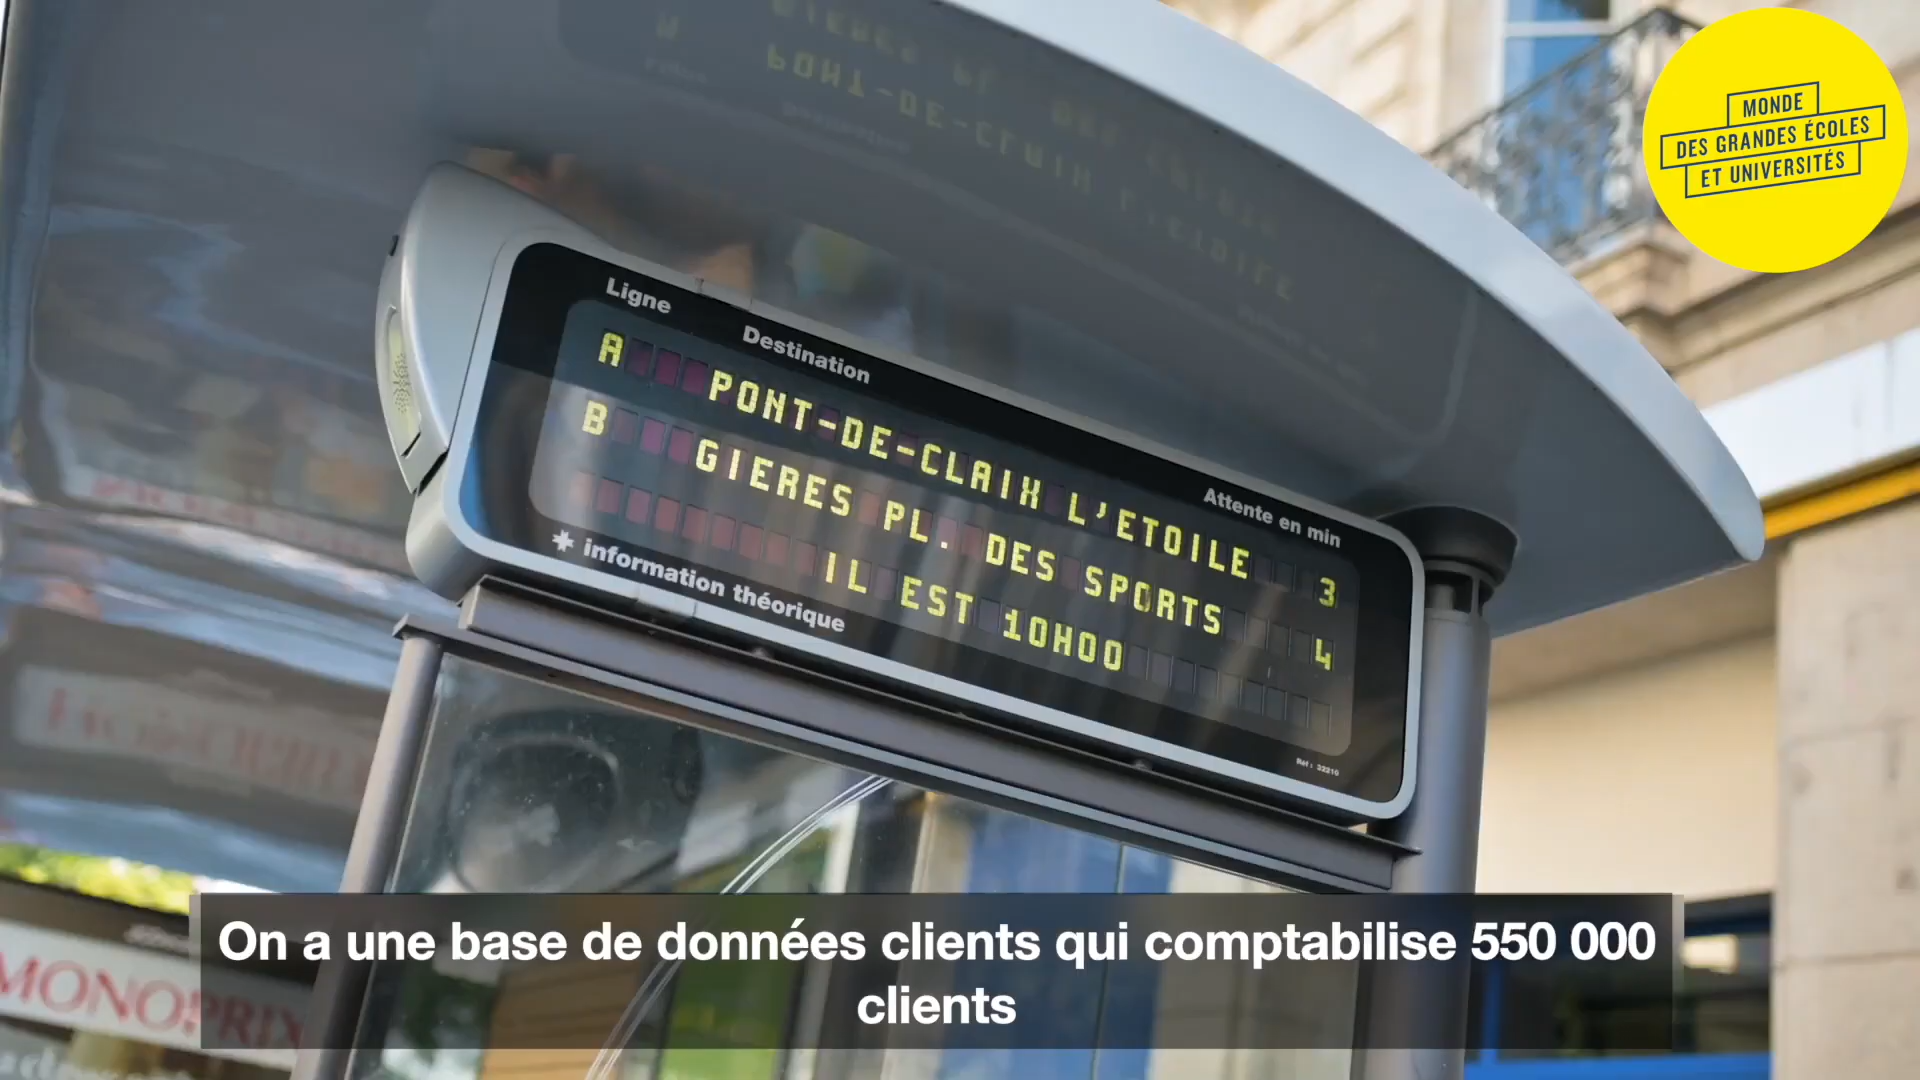 MONDE
DES GRANDES ÉCOLES
ET UNIVERSITÉS
Ligne Destination Attente en min
A PONT-DE-CLAIX L'ETOILE 3
B GIERES PL. DES SPORTS 4
IL EST 10H00
✷ information théorique
Réf : 32210
MONOPRIX
On a une base de données clients qui comptabilise 550 000
clients